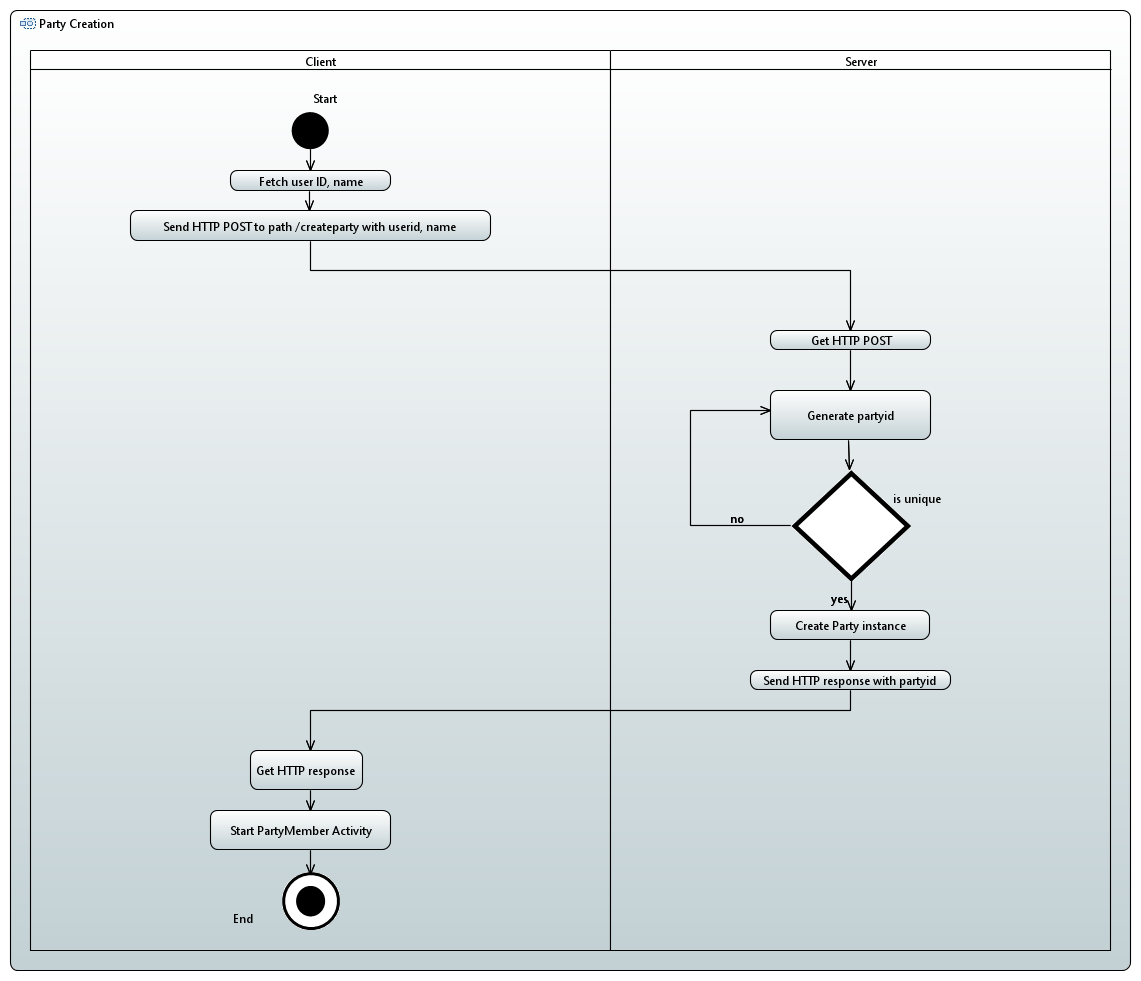 Party Creation
Client
Server
Start
Fetch user ID, name
Send HTTP POST to path /createparty with userid, name
Get HTTP POST
Generate partyid
is unique
no
yes
Create Party instance
Send HTTP response with partyid
Get HTTP response
Start PartyMember Activity
End